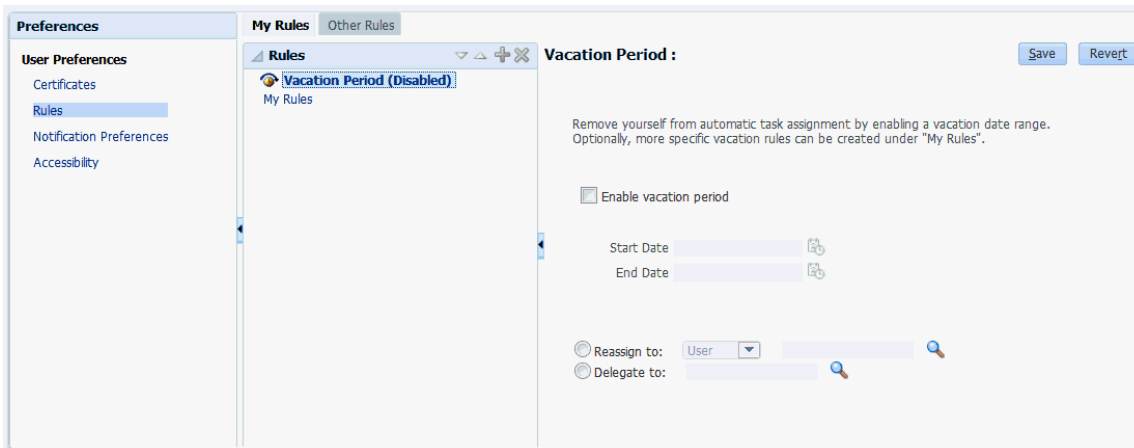 Preferences
User Preferences
Certificates
Rules
Notification Preferences
Accessibility
My Rules Other Rules
Rules
Vacation Period (Disabled)
My Rules
Vacation Period :
Save Revert
Remove yourself from automatic task assignment by enabling a vacation date range.
Optionally, more specific vacation rules can be created under "My Rules".
Enable vacation period
Start Date
End Date
Reassign to: User
Delegate to: